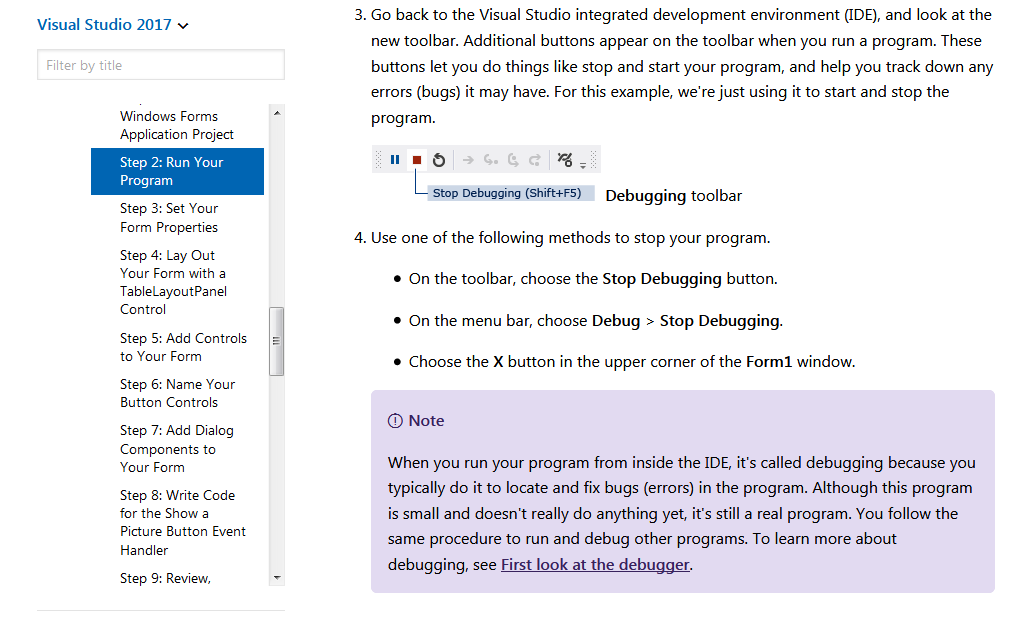 Visual Studio 2017
Filter by title
Windows Forms
Application Project
Step 2: Run Your
Program
Step 3: Set Your
Form Properties
Step 4: Lay Out
Your Form with a
TableLayoutPanel
Control
Step 5: Add Controls
to Your Form
Step 6: Name Your
Button Controls
Step 7: Add Dialog
Components to
Your Form
Step 8: Write Code
for the Show a
Picture Button Event
Handler
Step 9: Review,
3. Go back to the Visual Studio integrated development environment (IDE), and look at the
new toolbar. Additional buttons appear on the toolbar when you run a program. These
buttons let you do things like stop and start your program, and help you track down any
errors (bugs) it may have. For this example, we're just using it to start and stop the
program.
Stop Debugging (Shift+F5)
Debugging toolbar
4. Use one of the following methods to stop your program.
• On the toolbar, choose the Stop Debugging button.
• On the menu bar, choose Debug > Stop Debugging.
• Choose the X button in the upper corner of the Form1 window.
Note
When you run your program from inside the IDE, it's called debugging because you
typically do it to locate and fix bugs (errors) in the program. Although this program
is small and doesn't really do anything yet, it's still a real program. You follow the
same procedure to run and debug other programs. To learn more about
debugging, see First look at the debugger.